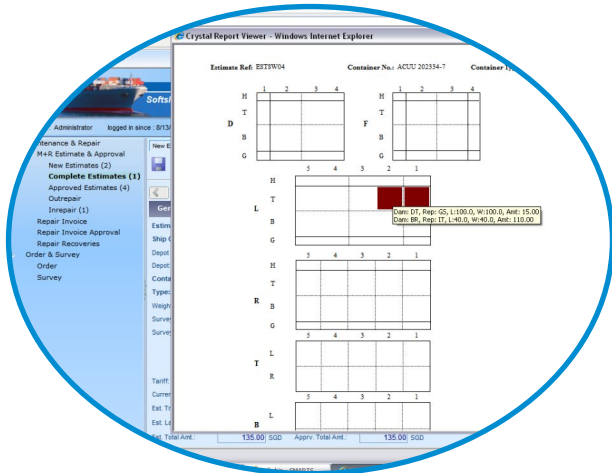 Crystal Report Viewer - Windows Internet Explorer
Estimate Ref: ESTSW04 Container No.: ACUU 202334-7 Container
Softs
Administrator logged in since : 8/13/
Maintenance & Repair
M+R Estimate & Approval
New Estimates (2)
Complete Estimates (1)
Approved Estimates (4)
Outrepair
Inrepair (1)
Repair Invoice
Repair Invoice Approval
Repair Recoveries
Order & Survey
Order
Survey
New E
Ger
Estim
Ship C
Depot
Depot
Conta
Type:
Weigh
Survey
Survey
Tariff:
Curren
Est. Tr
Est. La
Est. Total Amt.: 135.00 SGD Apprv. Total Amt.: 135.00 SGD
1 2 3 4 1 2 3 4
H H
T T
D F
B B
G G
5 4 3 2 1
H
T
L
B
G
Dam: DT, Rep: GS, L:100.0, W:100.0, Amt: 15.00
Dam: BR, Rep: IT, L:40.0, W:40.0, Amt: 110.00
5 4 3 2 1
H
T
R
B
G
5 4 3 2 1
L
T
R
5 4 3 2 1
L
B
SMARTS